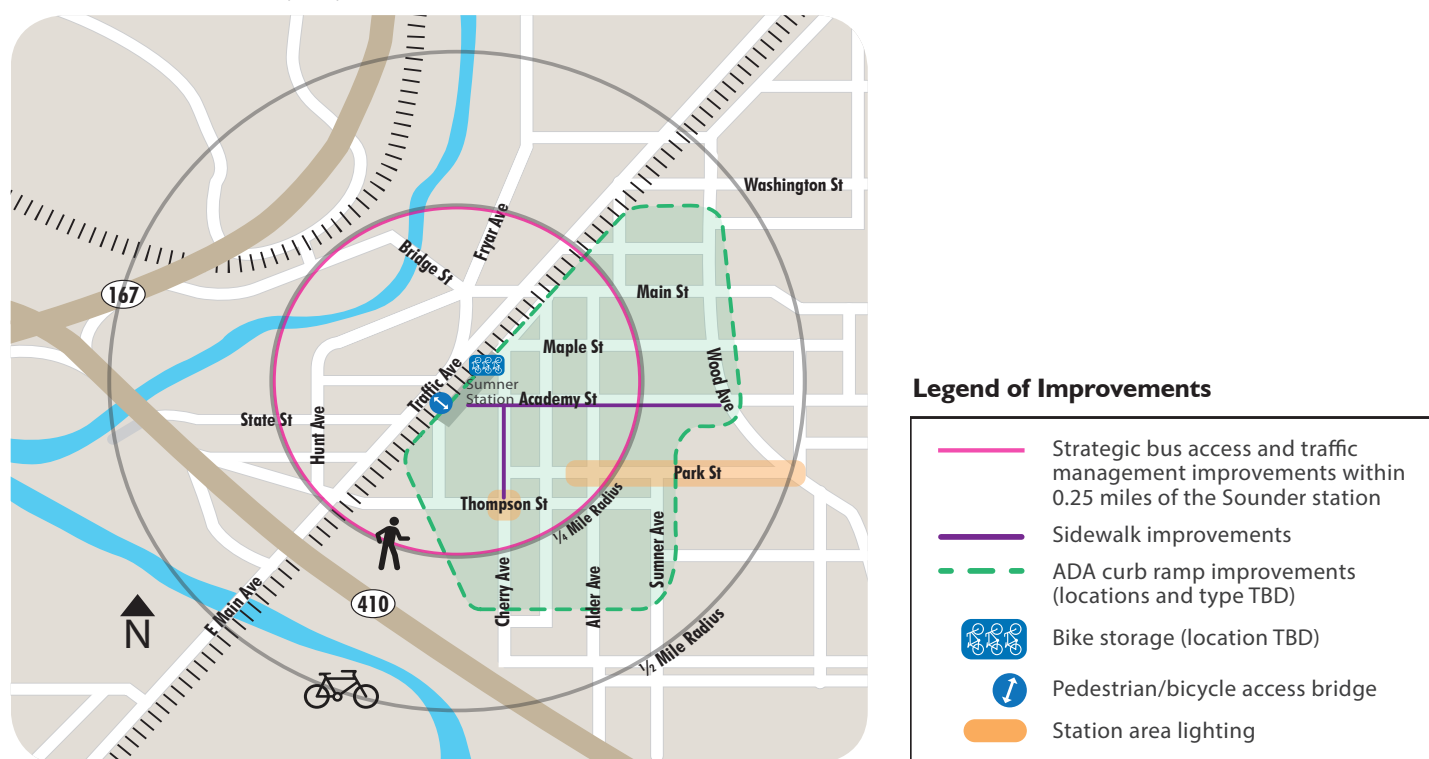 Washington St
Fryar Ave
Bridge St
167
Main St
Maple St
Wood Ave
Traffic Ave
Sumner
Station
Academy St
State St
Hunt Ave
Park St
Thompson St
¼ Mile Radius
Sumner Ave
Cherry Ave
Alder Ave
E Main Ave
410
N
½ Mile Radius
Legend of Improvements
Strategic bus access and traffic
management improvements within
0.25 miles of the Sounder station
Sidewalk improvements
ADA curb ramp improvements
(locations and type TBD)
Bike storage (location TBD)
Pedestrian/bicycle access bridge
Station area lighting